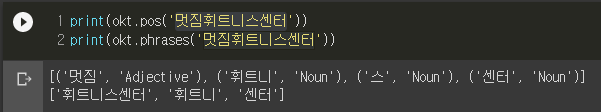 1 print(okt.pos('멋짐휘트니스센터'))
2 print(okt.phrases('멋짐휘트니스센터'))
[('멋짐', 'Adjective'), ('휘트니', 'Noun'), ('스', 'Noun'), ('센터', 'Noun')]
['휘트니스센터', '휘트니', '센터']